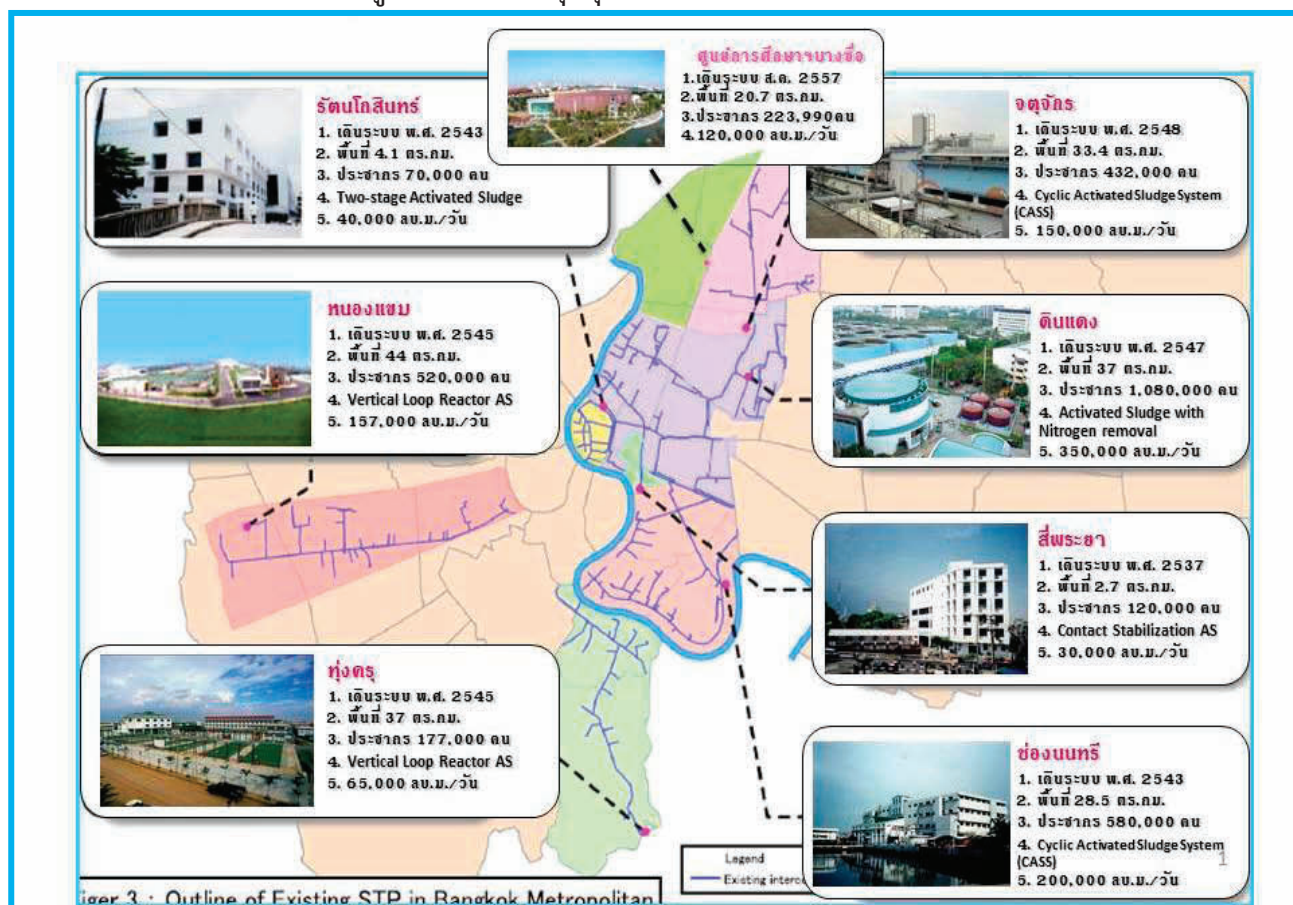 ศูนย์การศึกษาฯบางซื่อ
1.เดินระบบ ส.ค. 2557
2.พื้นที่ 20.7 ตร.กม.
3.ประชากร 223,990คน
4.120,000 ลบ.ม./วัน
รัตนโกสินทร์
1. เดินระบบ พ.ศ. 2543
2. พื้นที่ 4.1 ตร.กม.
3. ประชากร 70,000 คน
4. Two-stage Activated Sludge
5. 40,000 ลบ.ม./วัน
จตุจักร
1. เดินระบบ พ.ศ. 2548
2. พื้นที่ 33.4 ตร.กม.
3. ประชากร 432,000 คน
4. Cyclic Activated Sludge System
(CASS)
5. 150,000 ลบ.ม./วัน
หนองแขม
1. เดินระบบ พ.ศ. 2545
2. พื้นที่ 44 ตร.กม.
3. ประชากร 520,000 คน
4. Vertical Loop Reactor AS
5. 157,000 ลบ.ม./วัน
ดินแดง
1. เดินระบบ พ.ศ. 2547
2. พื้นที่ 37 ตร.กม.
3. ประชากร 1,080,000 คน
4. Activated Sludge with
Nitrogen removal
5. 350,000 ลบ.ม./วัน
สี่พระยา
1. เดินระบบ พ.ศ. 2537
2. พื้นที่ 2.7 ตร.กม.
3. ประชากร 120,000 คน
4. Contact Stabilization AS
5. 30,000 ลบ.ม./วัน
ทุ่งครุ
1. เดินระบบ พ.ศ. 2545
2. พื้นที่ 37 ตร.กม.
3. ประชากร 177,000 คน
4. Vertical Loop Reactor AS
5. 65,000 ลบ.ม./วัน
ช่องนนทรี
1. เดินระบบ พ.ศ. 2543
2. พื้นที่ 28.5 ตร.กม.
3. ประชากร 580,000 คน
4. Cyclic Activated Sludge System
(CASS)
5. 200,000 ลบ.ม./วัน
1
Legend
Existing interc
iger 3 : Outline of Existing STP in Bangkok Metropolitan